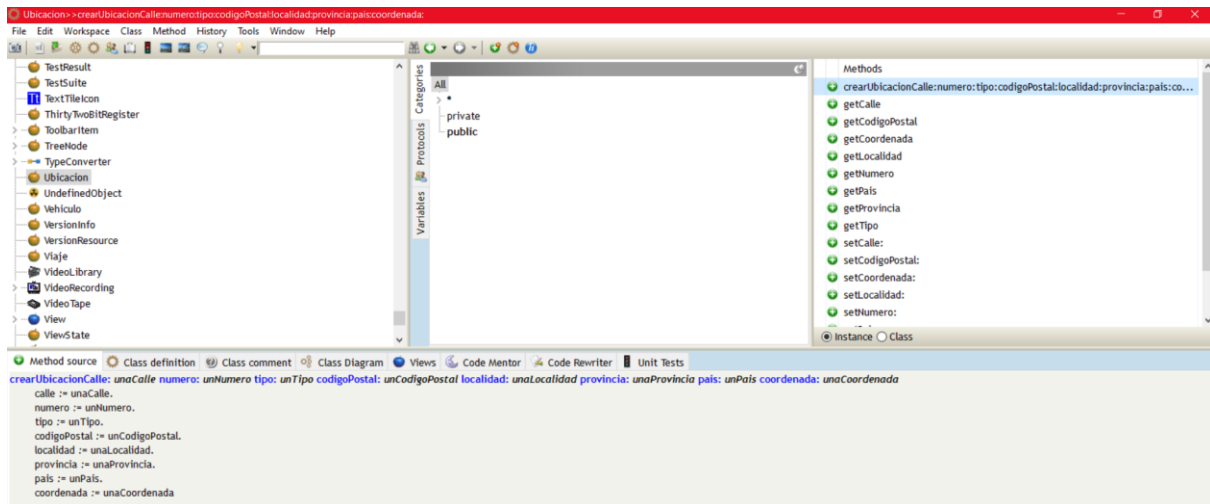 Ubicacion>>crearUbicacionCalle:numero:tipo:codigoPostal:localidad:provincia:pais:coordenada:
File Edit Workspace Class Method History Tools Window Help
TestResult
TestSuite
TextTileIcon
ThirtyTwoBitRegister
ToolbarItem
TreeNode
TypeConverter
Ubicacion
UndefinedObject
Vehiculo
VersionInfo
VersionResource
Viaje
VideoLibrary
VideoRecording
VideoTape
View
ViewState
Categories
Protocols
Variables
All
*
private
public
Methods
crearUbicacionCalle:numero:tipo:codigoPostal:localidad:provincia:pais:co...
getCalle
getCodigoPostal
getCoordenada
getLocalidad
getNumero
getPais
getProvincia
getTipo
setCalle:
setCodigoPostal:
setCoordenada:
setLocalidad:
setNumero:
Instance Class
Method source Class definition Class comment Class Diagram Views Code Mentor Code Rewriter Unit Tests
crearUbicacionCalle: unaCalle numero: unNumero tipo: unTipo codigoPostal: unCodigoPostal localidad: unaLocalidad provincia: unaProvincia pais: unPais coordenada: unaCoordenada
calle := unaCalle.
numero := unNumero.
tipo := unTipo.
codigoPostal := unCodigoPostal.
localidad := unaLocalidad.
provincia := unaProvincia.
pais := unPais.
coordenada := unaCoordenada